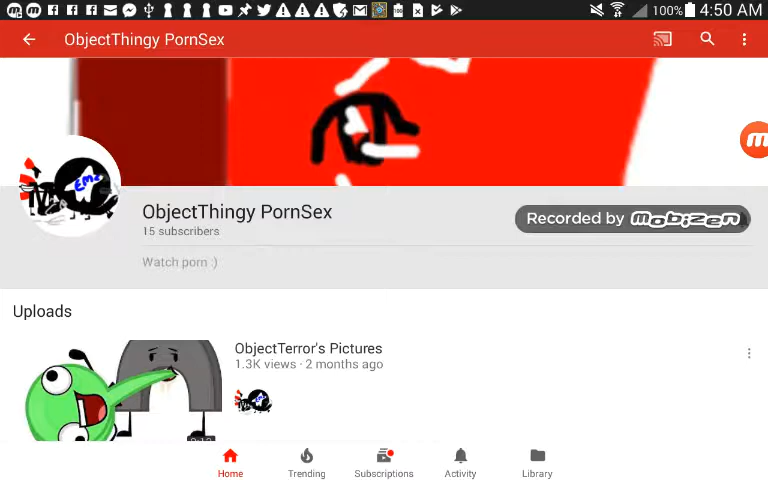 100% 4:50 AM
ObjectThingy PornSex
EMz
ObjectThingy PornSex
15 subscribers
Recorded by mobizen
Watch porn :)
Uploads
ObjectTerror's Pictures
1.3K views · 2 months ago
Home Trending Subscriptions Activity Library